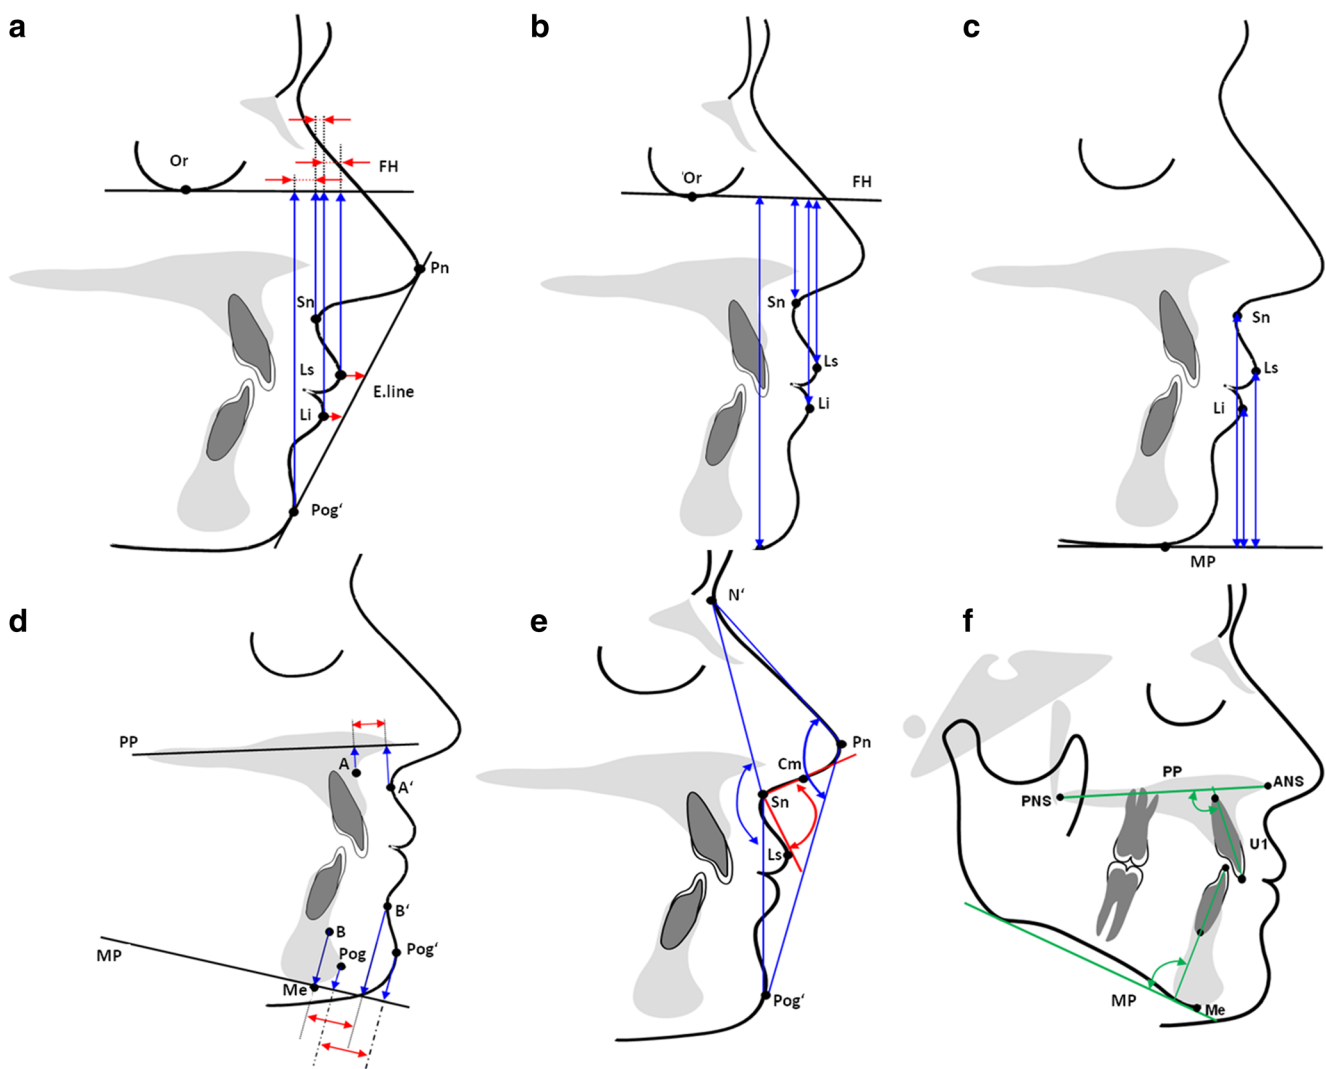 a
b
c
Or
FH
Pn
Sn
Ls
E.line
Li
Pog‘
'Or
FH
Sn
Ls
Li
Sn
Ls
Li
MP
d
e
f
PP
A
A‘
B‘
B
Pog
Pog‘
MP
Me
N‘
Pn
Cm
Sn
Ls
Pog‘
PP
ANS
PNS
U1
MP
Me